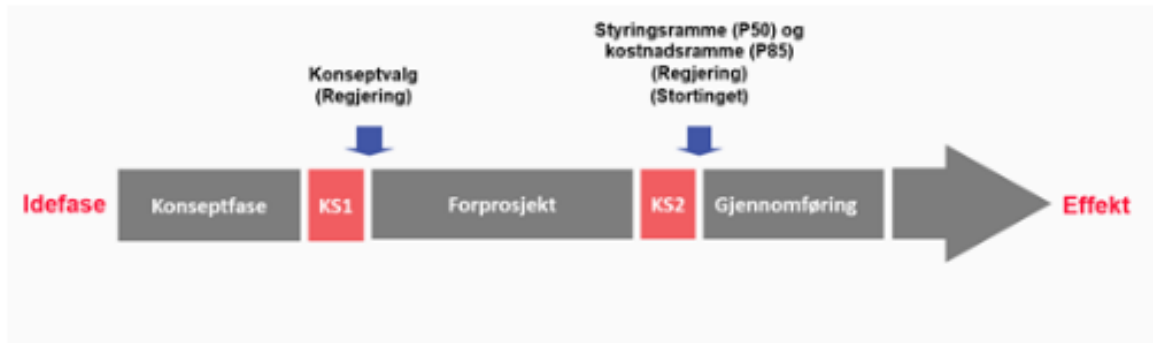 Styringsramme (P50) og
kostnadsramme (P85)
(Regjering)
(Stortinget)
Konseptvalg
(Regjering)
Idefase
Konseptfase
KS1
Forprosjekt
KS2
Gjennomføring
Effekt